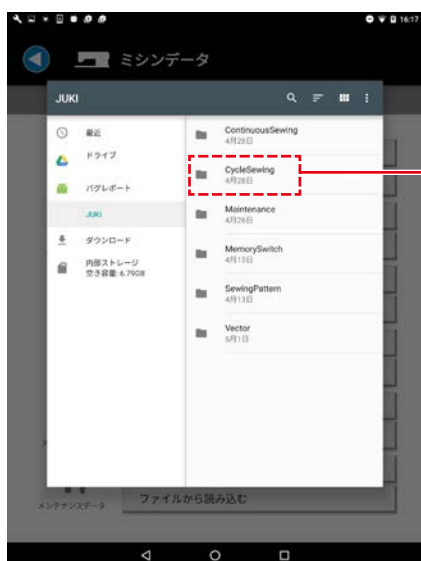 16:17
ミシンデータ
JUKI
最近
ドライブ
バグレポート
JUKI
ダウンロード
内部ストレージ
空き容量: 6.79GB
ContinuousSewing
4月26日
CycleSewing
4月28日
Maintenance
4月26日
MemorySwitch
4月13日
SewingPattern
4月13日
Vector
5月1日
メンテナンスデータ
ファイルから読み込む